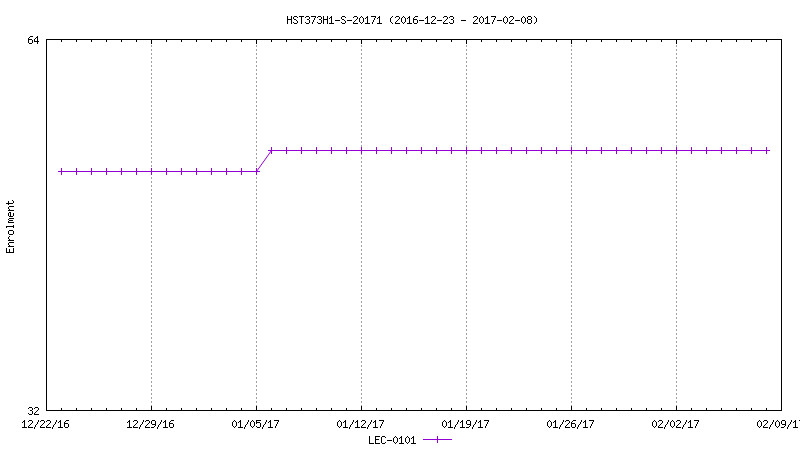 HST373H1-S-20171 (2016-12-23 - 2017-02-08)
64
Enrolment
32
12/22/16 12/29/16 01/05/17 01/12/17 01/19/17 01/26/17 02/02/17 02/09/1
LEC-0101